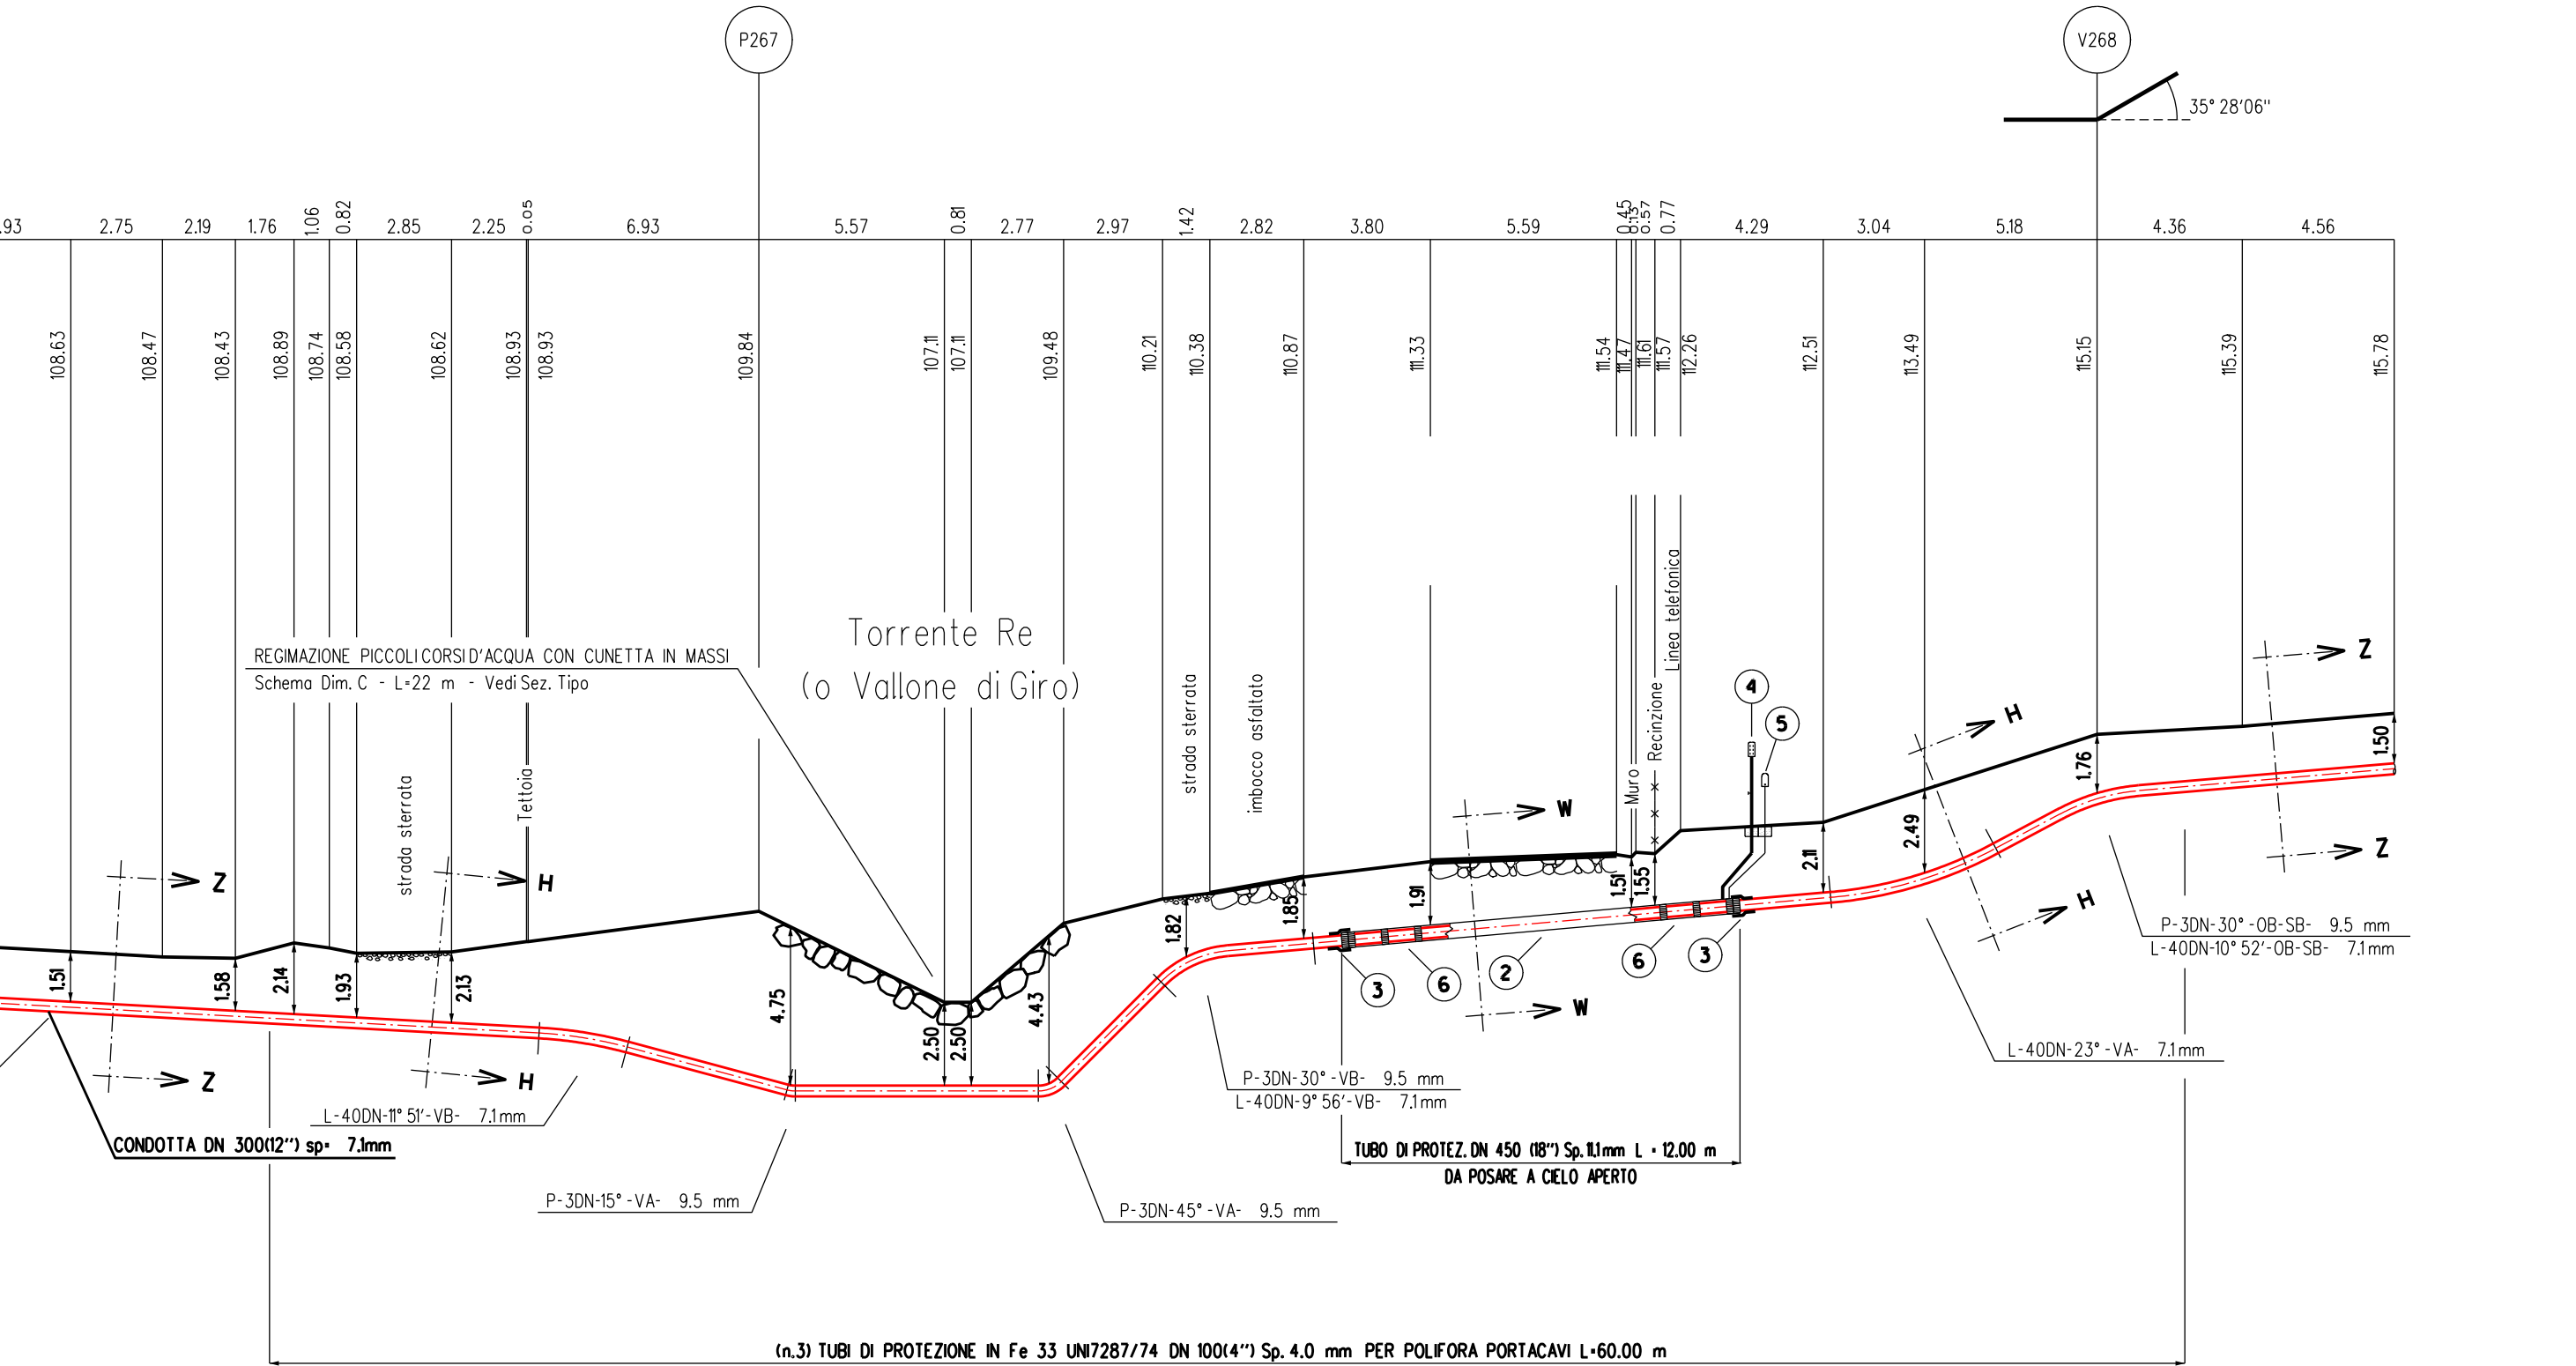 P267
V268
35° 28'06"
.93 2.75 2.19 1.76 1.06 0.82 2.85 2.25 0.05 6.93 5.57 0.81 2.77 2.97 1.42 2.82 3.80 5.59 0.45 0.13 0.57 0.77 4.29 3.04 5.18 4.36 4.56
108.63 108.47 108.43 108.89 108.74 108.58 108.62 108.93 108.93 109.84 107.11 107.11 109.48 110.21 110.38 110.87 111.33 111.54 111.47 111.61 111.57 112.26 112.51 113.49 115.15 115.39 115.78
Torrente Re
(o Vallone di Giro)
REGIMAZIONE PICCOLI CORSI D'ACQUA CON CUNETTA IN MASSI
Schema Dim. C - L=22 m - Vedi Sez. Tipo
strada sterrata
Tettoia
strada sterrata
imbocco asfaltato
Muro
Recinzione
Linea telefonica
4
5
Z
H
W
H
Z
1.51 1.58 2.14 1.93 2.13 4.75 2.50 2.50 4.43 1.82 1.85 1.91 1.51 1.55 2.11 2.49 1.76 1.50
3
6
2
6
3
Z
H
W
H
Z
L-40DN-11° 51'-VB- 7.1mm
CONDOTTA DN 300(12") sp= 7.1mm
P-3DN-15°-VA- 9.5 mm
P-3DN-45°-VA- 9.5 mm
P-3DN-30°-VB- 9.5 mm
L-40DN-9° 56'-VB- 7.1mm
TUBO DI PROTEZ. DN 450 (18") Sp.11.1mm L = 12.00 m
DA POSARE A CIELO APERTO
L-40DN-23°-VA- 7.1mm
P-3DN-30°-OB-SB- 9.5 mm
L-40DN-10° 52'-OB-SB- 7.1mm
(n.3) TUBI DI PROTEZIONE IN Fe 33 UNI7287/74 DN 100(4") Sp. 4.0 mm PER POLIFORA PORTACAVI L=60.00 m